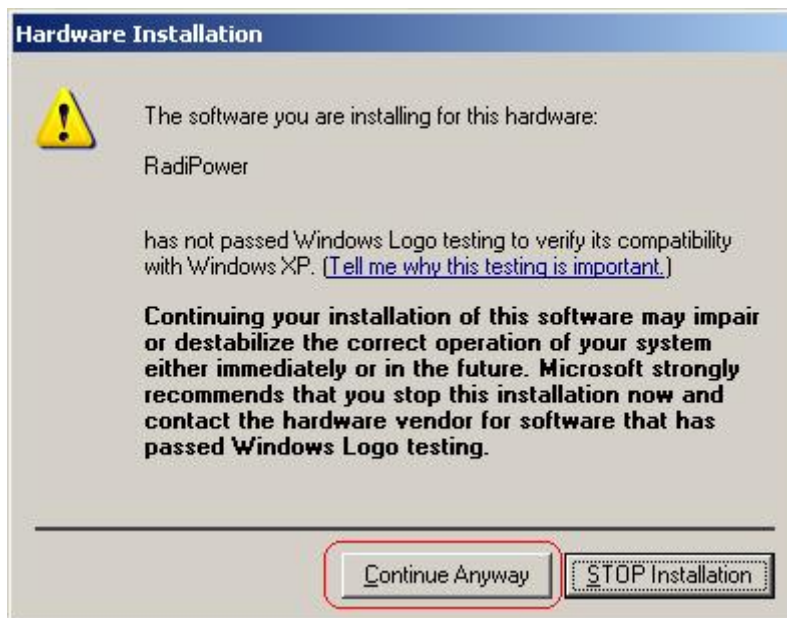 Hardware Installation
The software you are installing for this hardware:
RadiPower
has not passed Windows Logo testing to verify its compatibility
with Windows XP. (Tell me why this testing is important.)
Continuing your installation of this software may impair
or destabilize the correct operation of your system
either immediately or in the future. Microsoft strongly
recommends that you stop this installation now and
contact the hardware vendor for software that has
passed Windows Logo testing.
Continue Anyway
STOP Installation